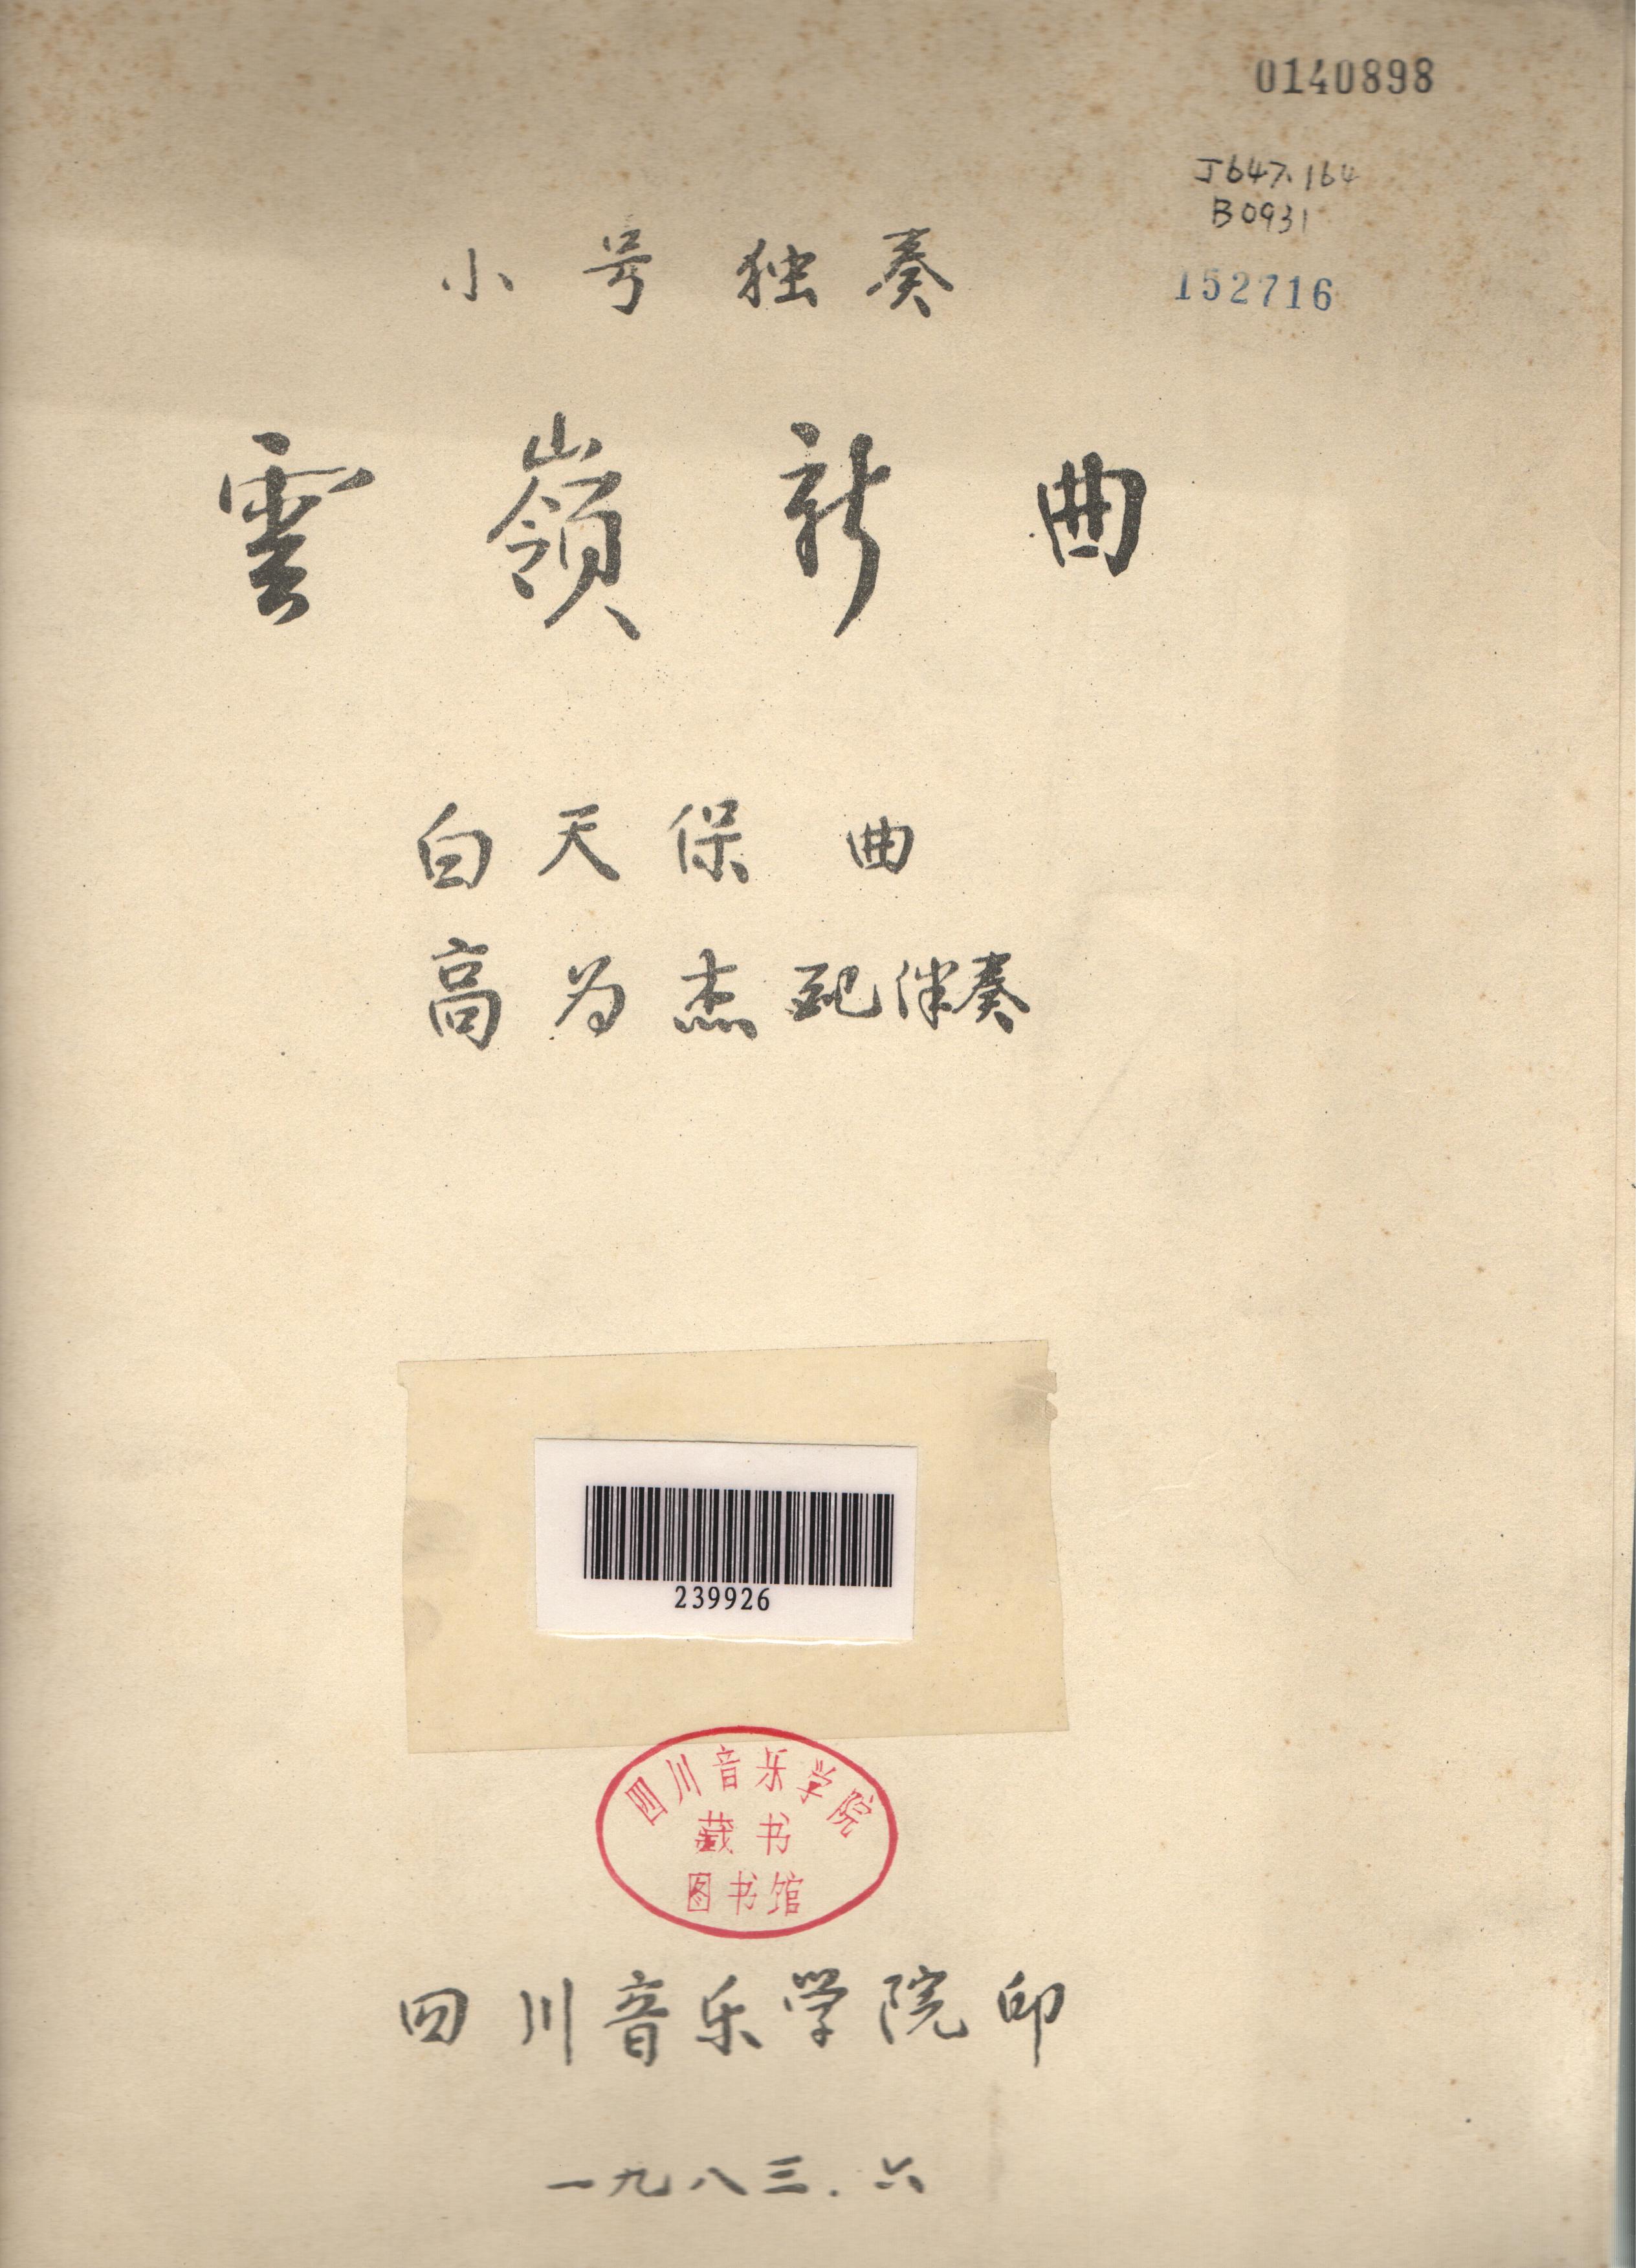 0140898
J647.164
B0931
152716
小号独奏
雲嶺新曲
白天保 曲
高为杰配伴奏
239926
四川音乐学院
藏书
图书馆
四川音乐学院印
一九八三.六